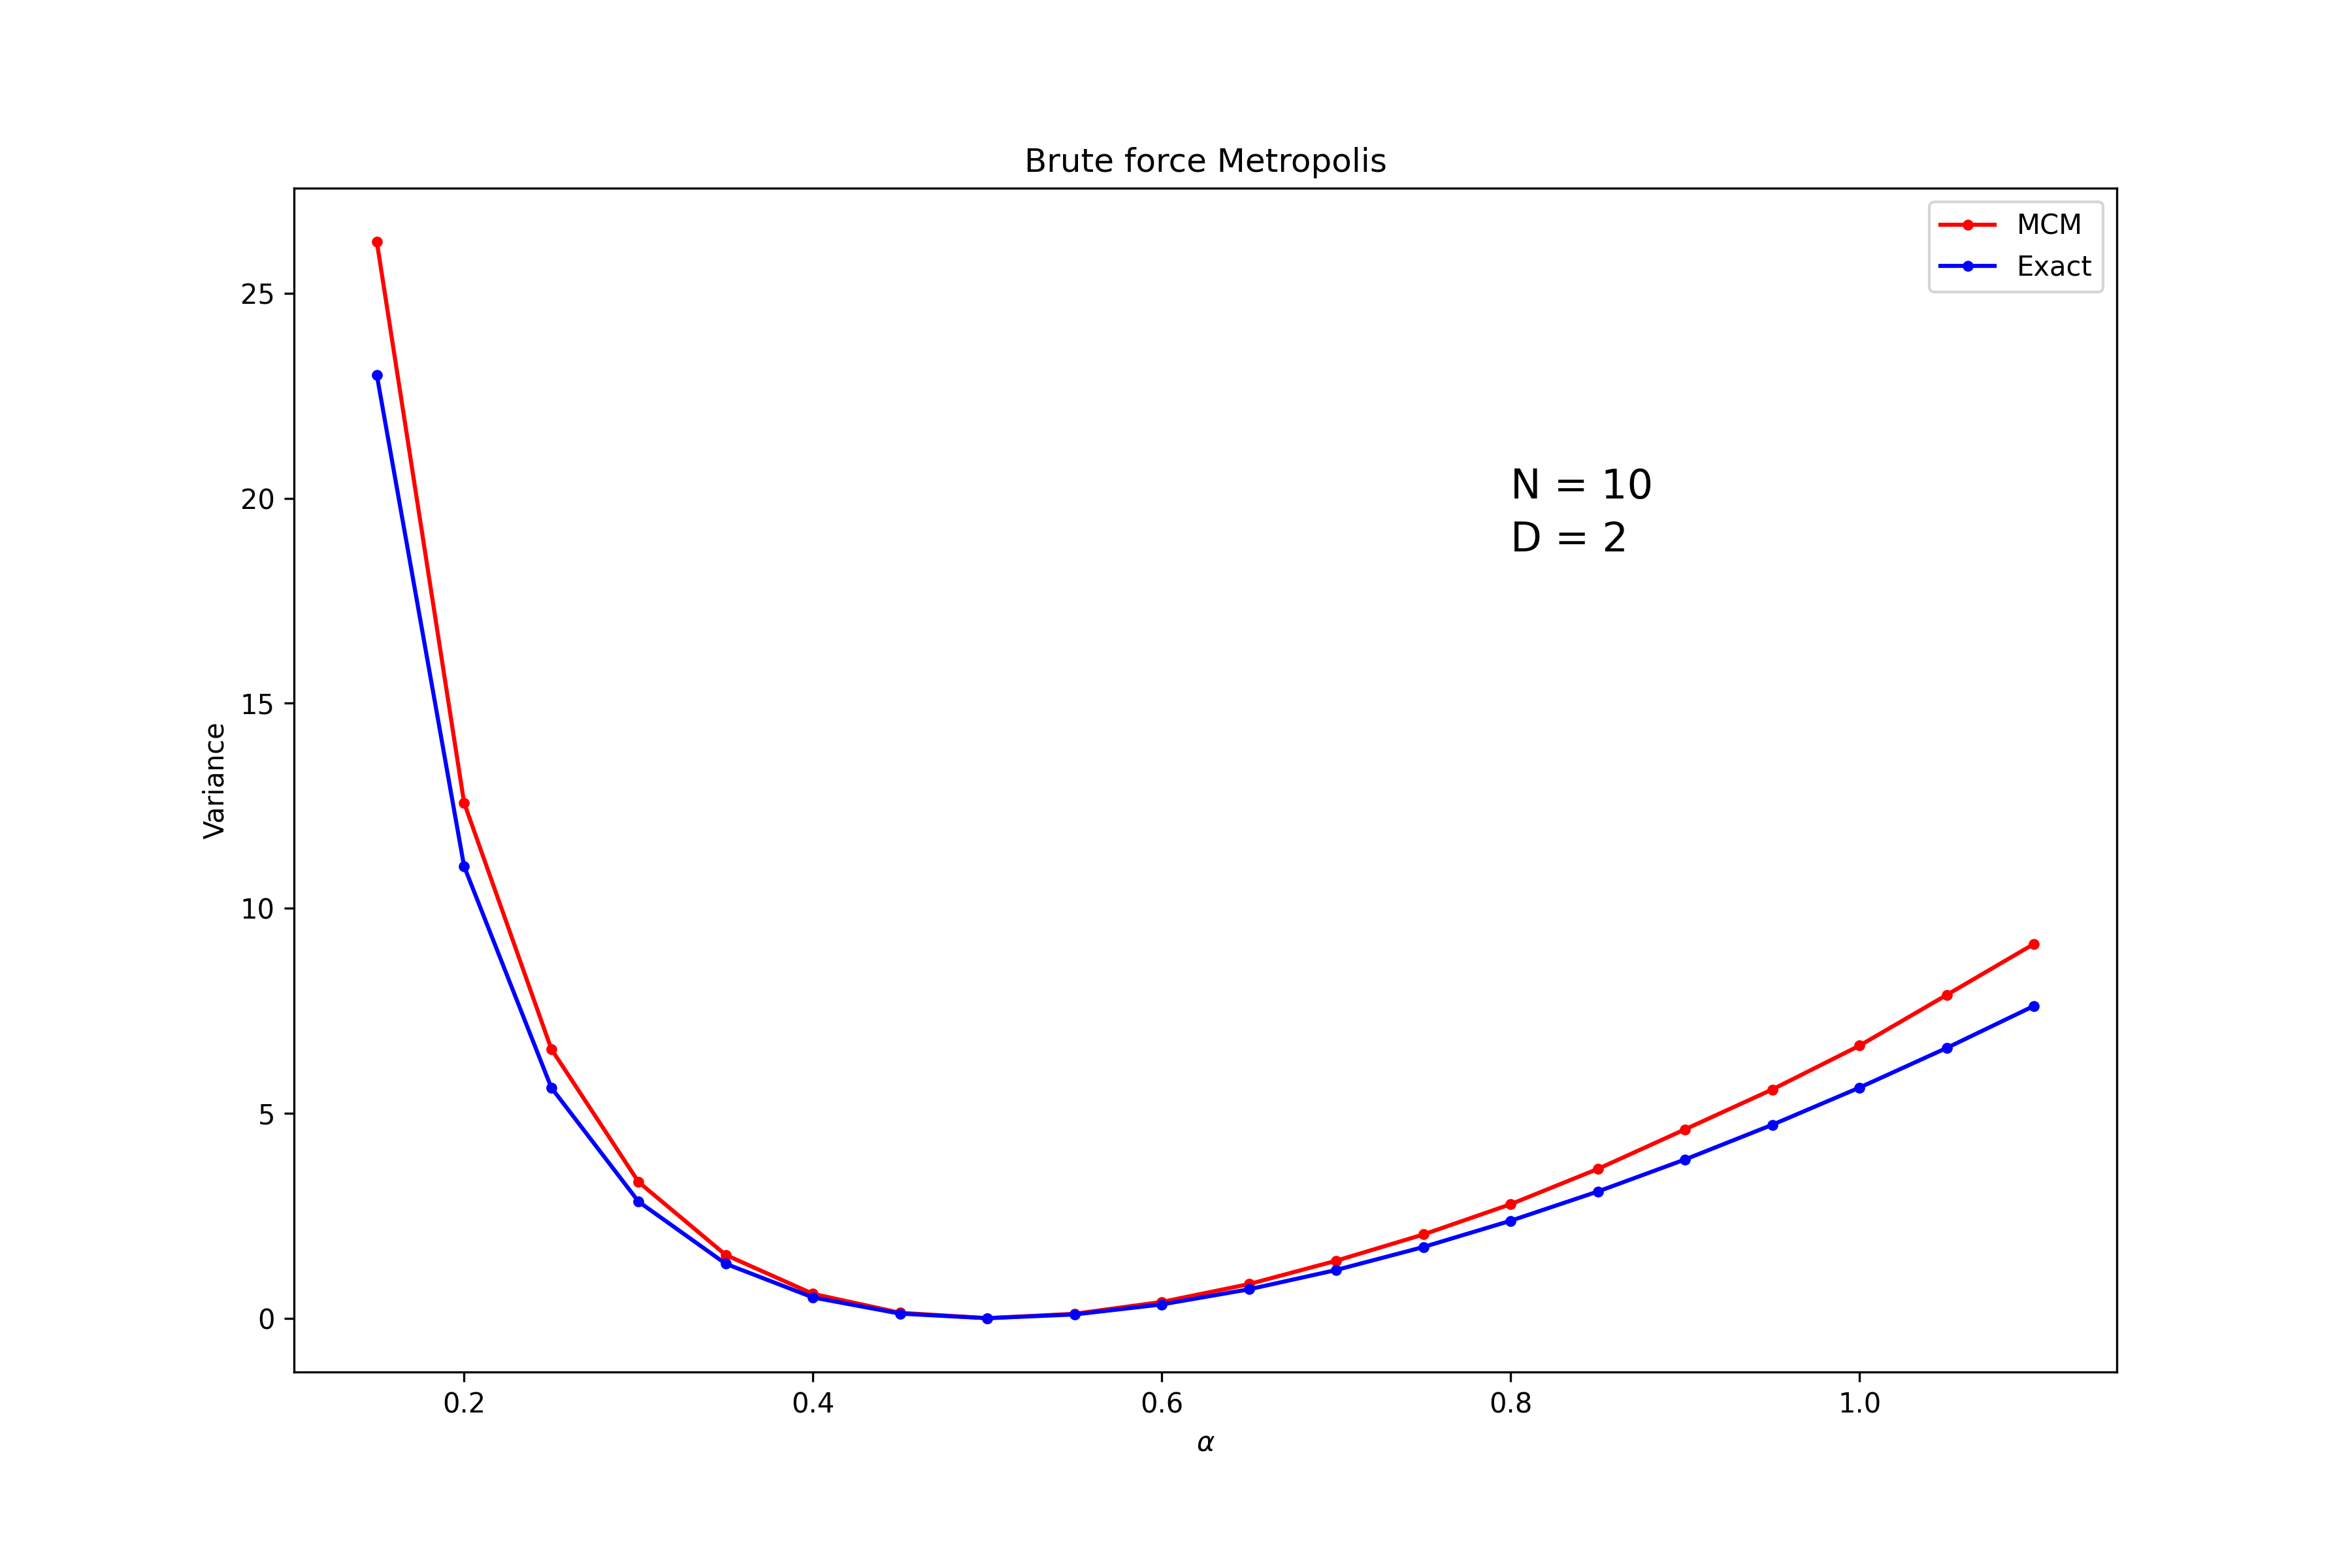 Brute force Metropolis
MCM
Exact
N = 10
D = 2
Variance
25
20
15
10
5
0
0.2
0.4
0.6
0.8
1.0
α